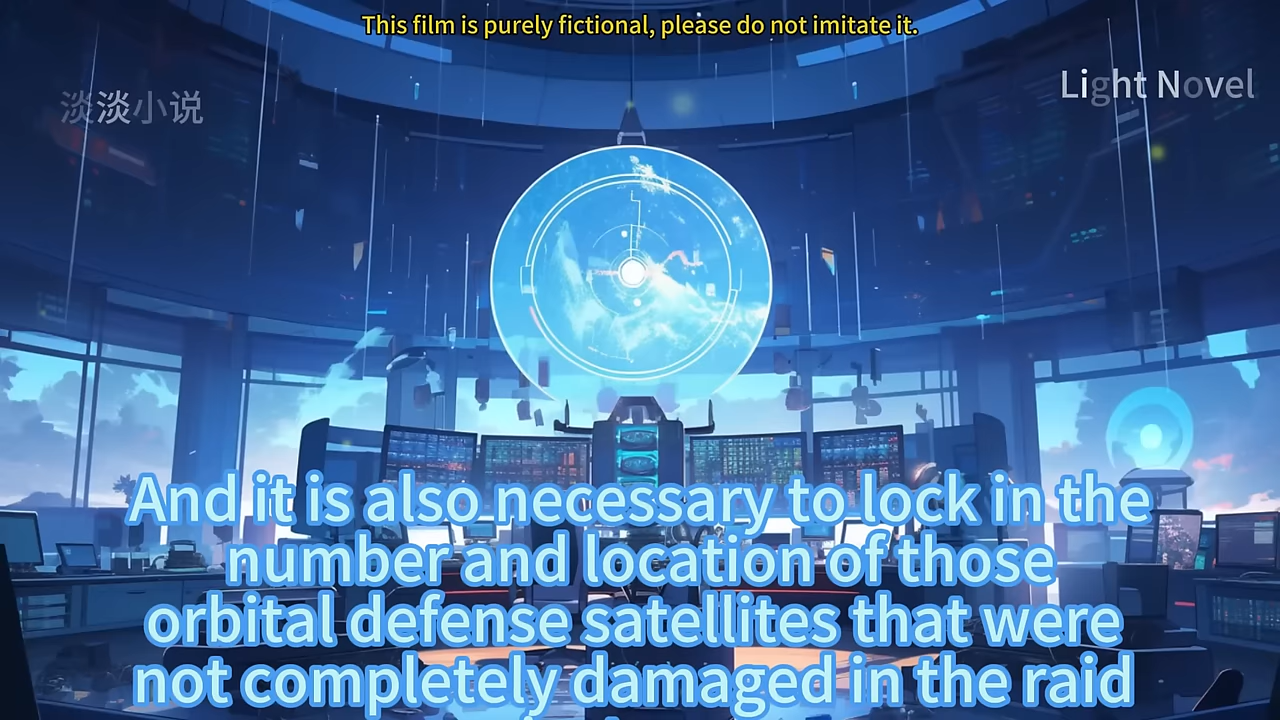 This film is purely fictional, please do not imitate it.
淡淡小说
Light Novel
And it is also necessary to lock in the
number and location of those
orbital defense satellites that were
not completely damaged in the raid